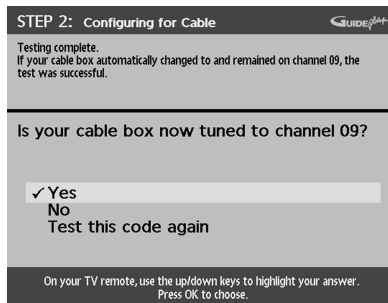 STEP 2: Configuring for Cable GUIDE Plus+
Testing complete.
If your cable box automatically changed to and remained on channel 09, the
test was successful.
Is your cable box now tuned to channel 09?
✓ Yes
No
Test this code again
On your TV remote, use the up/down keys to highlight your answer.
Press OK to choose.